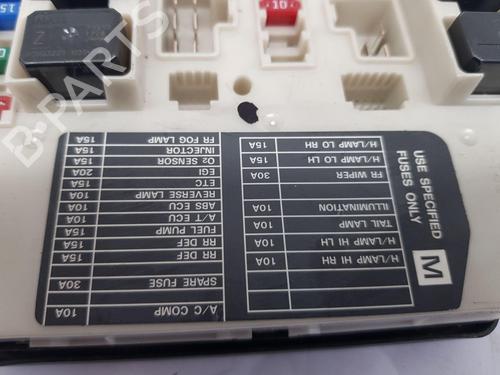 M
USE SPECIFIED
FUSES ONLY
H/LAMP HI RH 10A
H/LAMP HI LH 10A
TAIL LAMP 10A
ILLUMINATION 10A
FR WIPER 30A
H/LAMP LO LH 15A
H/LAMP LO RH 15A
A/C COMP 10A
SPARE FUSE 30A
RR DEF 15A
RR DEF 15A
FUEL PUMP 15A
A/T ECU 10A
ABS ECU 10A
REVERSE LAMP 10A
ETC 15A
EGI 20A
O2 SENSOR 15A
INJECTOR 15A
FR FOG LAMP 15A
10
15
B-PARTS